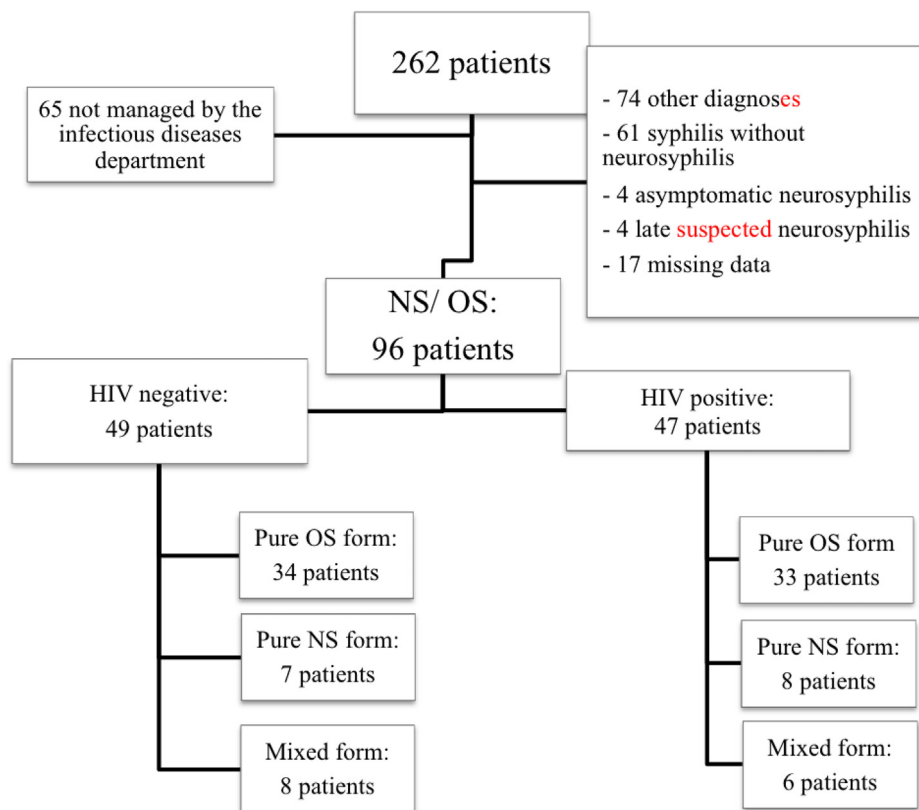 262 patients
65 not managed by the
infectious diseases
department
- 74 other diagnoses
- 61 syphilis without
neurosyphilis
- 4 asymptomatic neurosyphilis
- 4 late suspected neurosyphilis
- 17 missing data
NS/ OS:
96 patients
HIV negative:
49 patients
HIV positive:
47 patients
Pure OS form:
34 patients
Pure NS form:
7 patients
Mixed form:
8 patients
Pure OS form
33 patients
Pure NS form:
8 patients
Mixed form:
6 patients